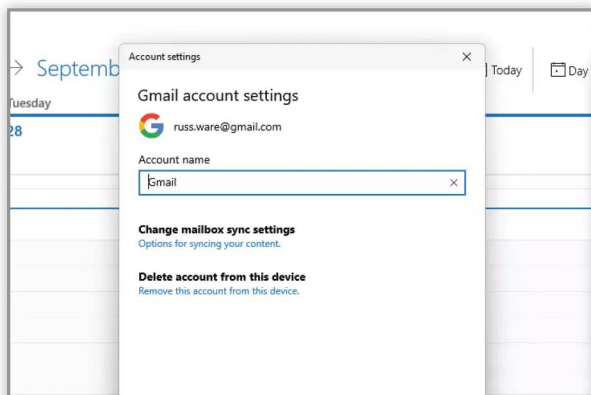 Account settings
Septemb
Today
Day
Tuesday
28
Gmail account settings
russ.ware@gmail.com
Account name
Gmail
Change mailbox sync settings
Options for syncing your content.
Delete account from this device
Remove this account from this device.